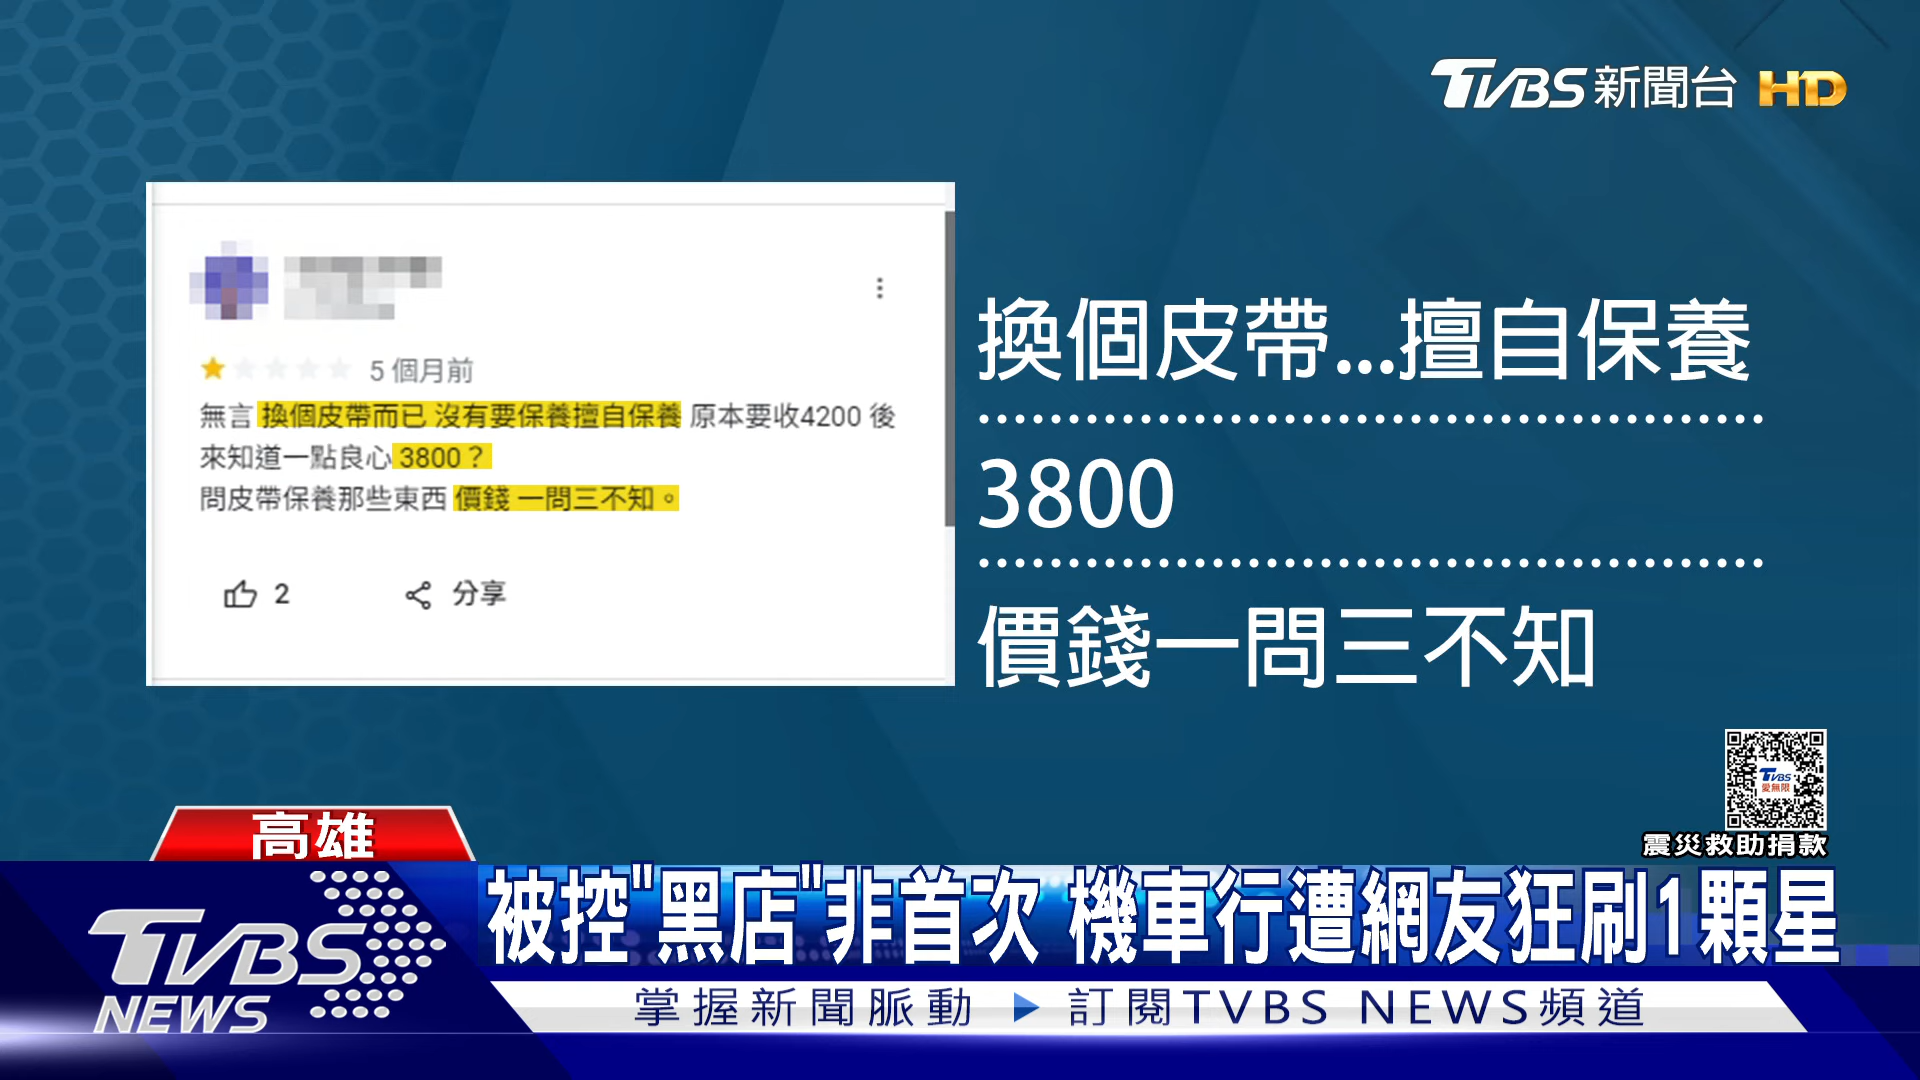 TVBS新聞台 HD
5 個月前
無言 換個皮帶而已 沒有要保養擅自保養 原本要收4200 後
來知道一點良心 3800？
問皮帶保養那些東西 價錢 一問三不知。
2
分享
換個皮帶...擅自保養
3800
價錢一問三不知
TVBS
愛無限
震災救助捐款
高雄
被控"黑店"非首次 機車行遭網友狂刷1顆星
TVBS
NEWS
掌握新聞脈動 ▶ 訂閱TVBS NEWS頻道